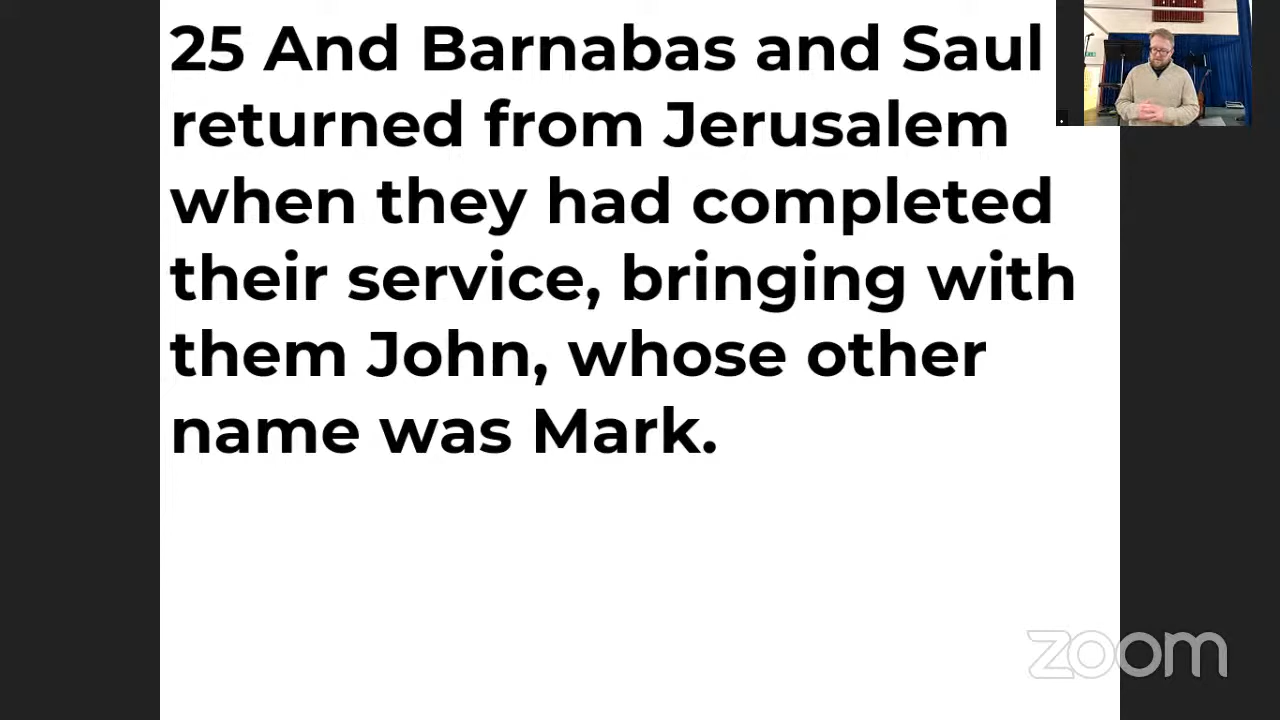 25 And Barnabas and Saul
returned from Jerusalem
when they had completed
their service, bringing with
them John, whose other
name was Mark.
zoom